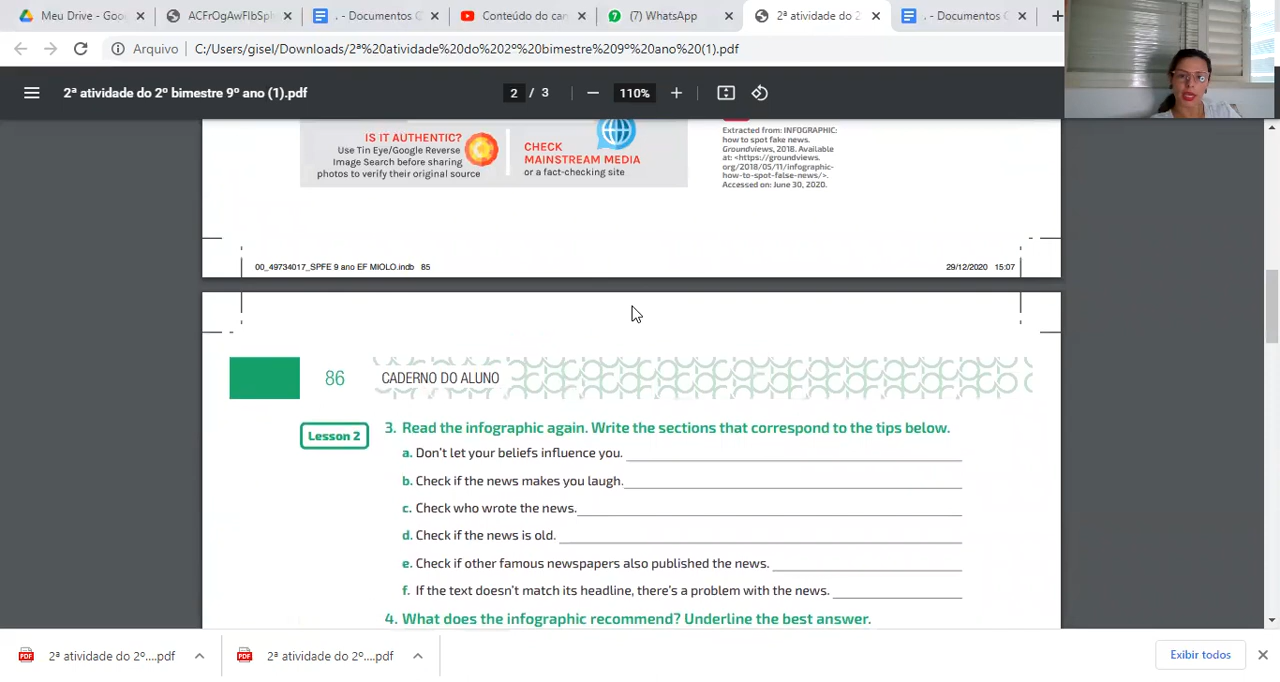 Meu Drive - Goo
ACFrOgAwFIbSpl
. - Documentos G
Conteúdo do can
(7) WhatsApp
2ª atividade do 2
. - Documentos G
Arquivo
C:/Users/gisel/Downloads/2ª%20atividade%20do%202º%20bimestre%209º%20ano%20(1).pdf
2ª atividade do 2º bimestre 9º ano (1).pdf
2 / 3
110%
IS IT AUTHENTIC?
Use Tin Eye/Google Reverse
Image Search before sharing
photos to verify their original source
CHECK
MAINSTREAM MEDIA
or a fact-checking site
Extracted from: INFOGRAPHIC:
how to spot fake news.
Groundviews, 2018. Available
at: <https://groundviews.
org/2018/05/11/infographic-
how-to-spot-false-news/>.
Accessed on: June 30, 2020.
00_49734017_SPFE 9 ano EF MIOLO.indb 85
29/12/2020 15:07
86
CADERNO DO ALUNO
Lesson 2
3. Read the infographic again. Write the sections that correspond to the tips below.
a. Don't let your beliefs influence you.
b. Check if the news makes you laugh.
c. Check who wrote the news.
d. Check if the news is old.
e. Check if other famous newspapers also published the news.
f. If the text doesn't match its headline, there's a problem with the news.
4. What does the infographic recommend? Underline the best answer.
2ª atividade do 2º....pdf
2ª atividade do 2º....pdf
Exibir todos